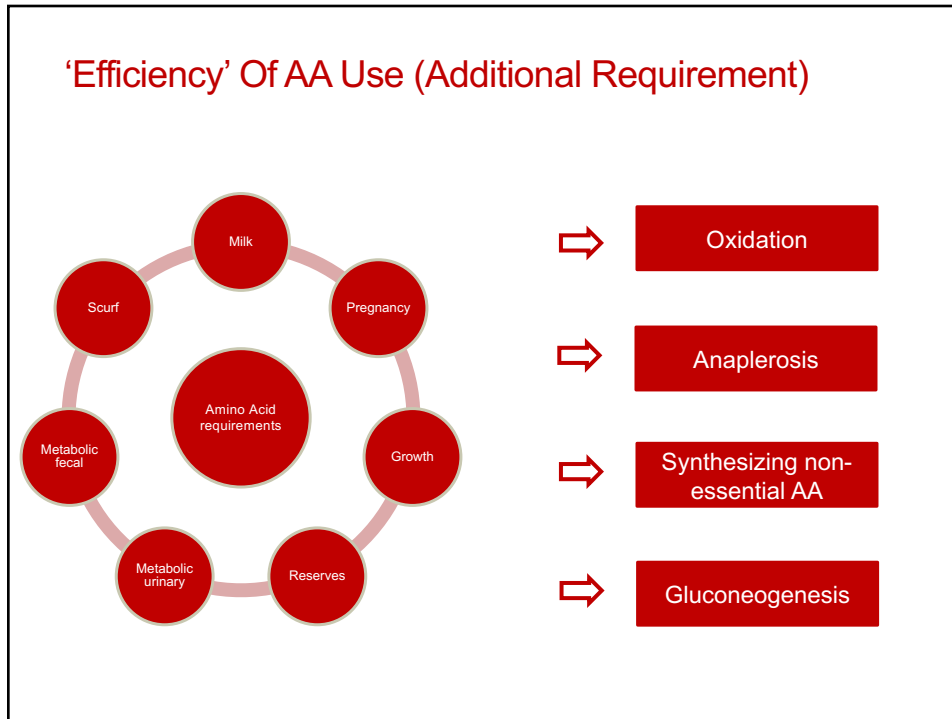 ‘Efficiency’ Of AA Use (Additional Requirement)
Milk
Pregnancy
Growth
Reserves
Metabolic
urinary
Metabolic
fecal
Scurf
Amino Acid
requirements
Oxidation
Anaplerosis
Synthesizing non-
essential AA
Gluconeogenesis